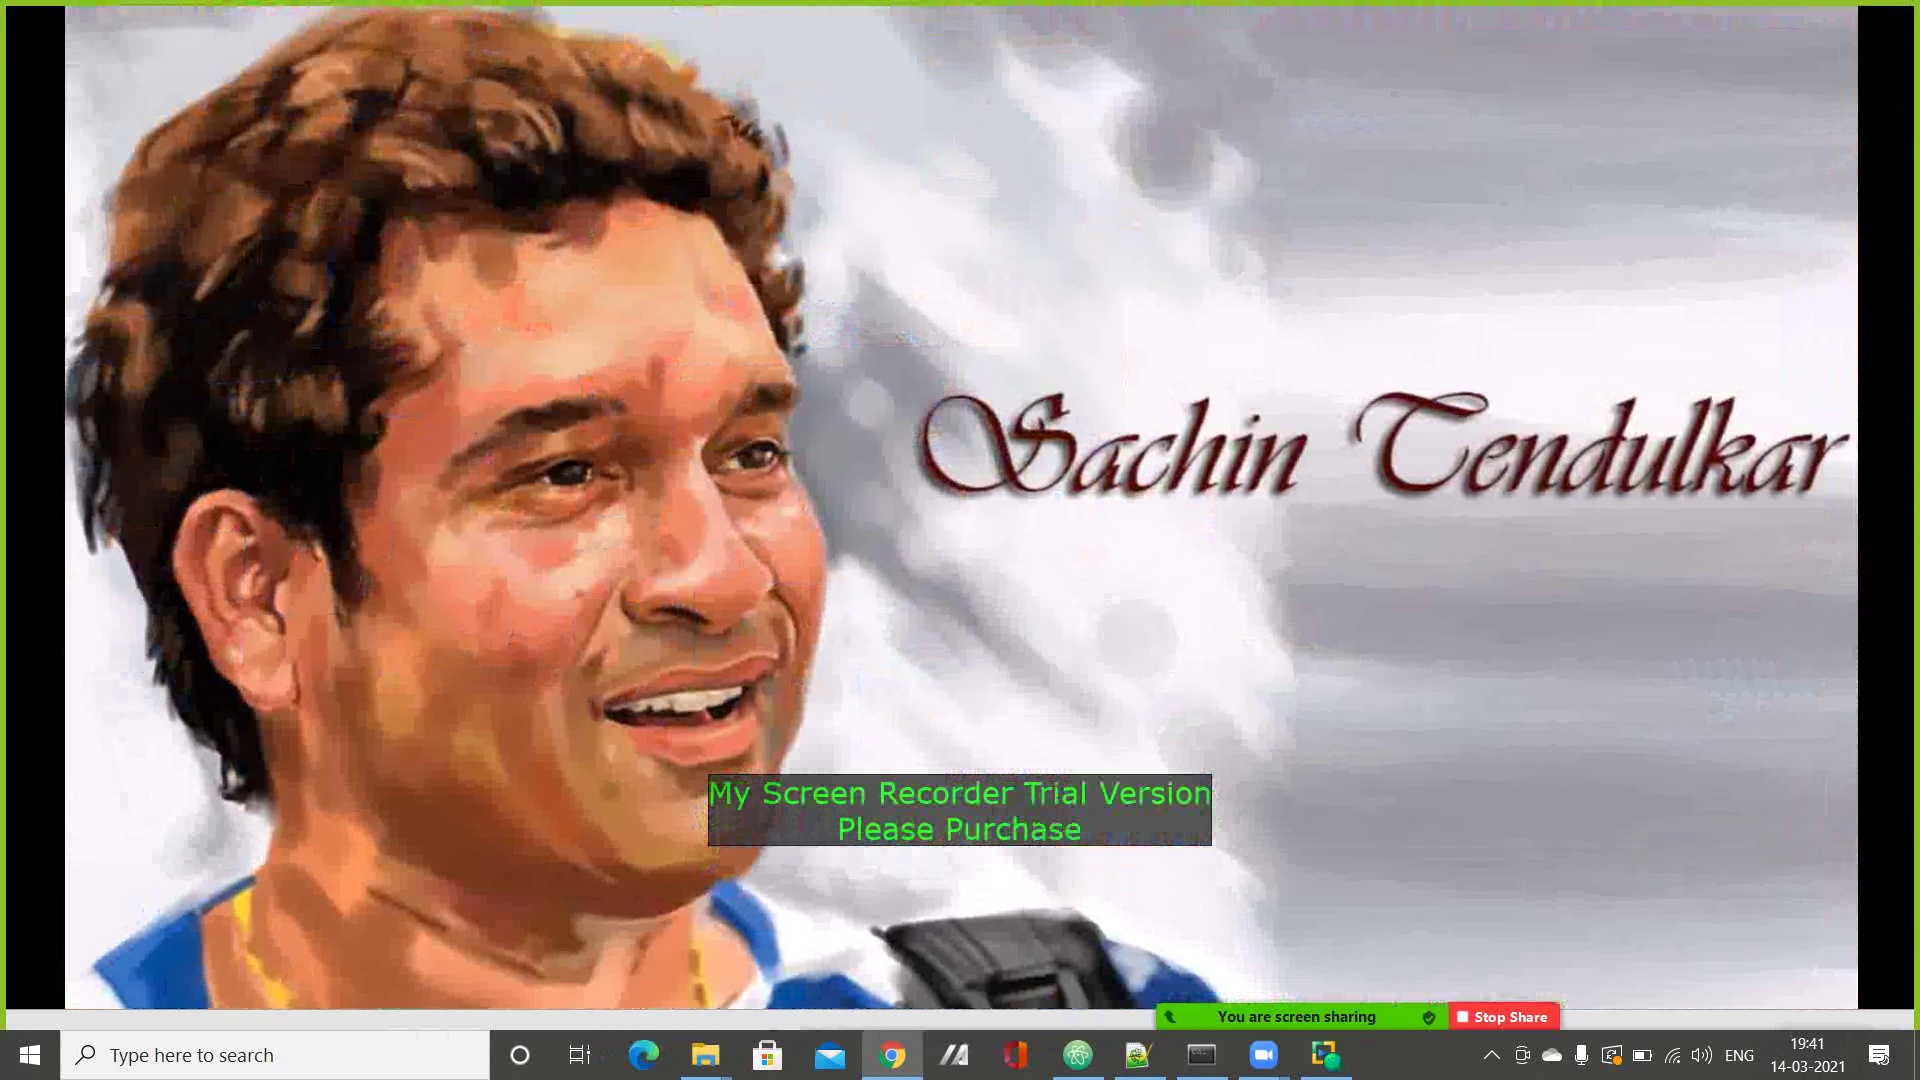 Sachin Tendulkar
My Screen Recorder Trial Version
Please Purchase
You are screen sharing
Stop Share
Type here to search
ENG
19:41
14-03-2021